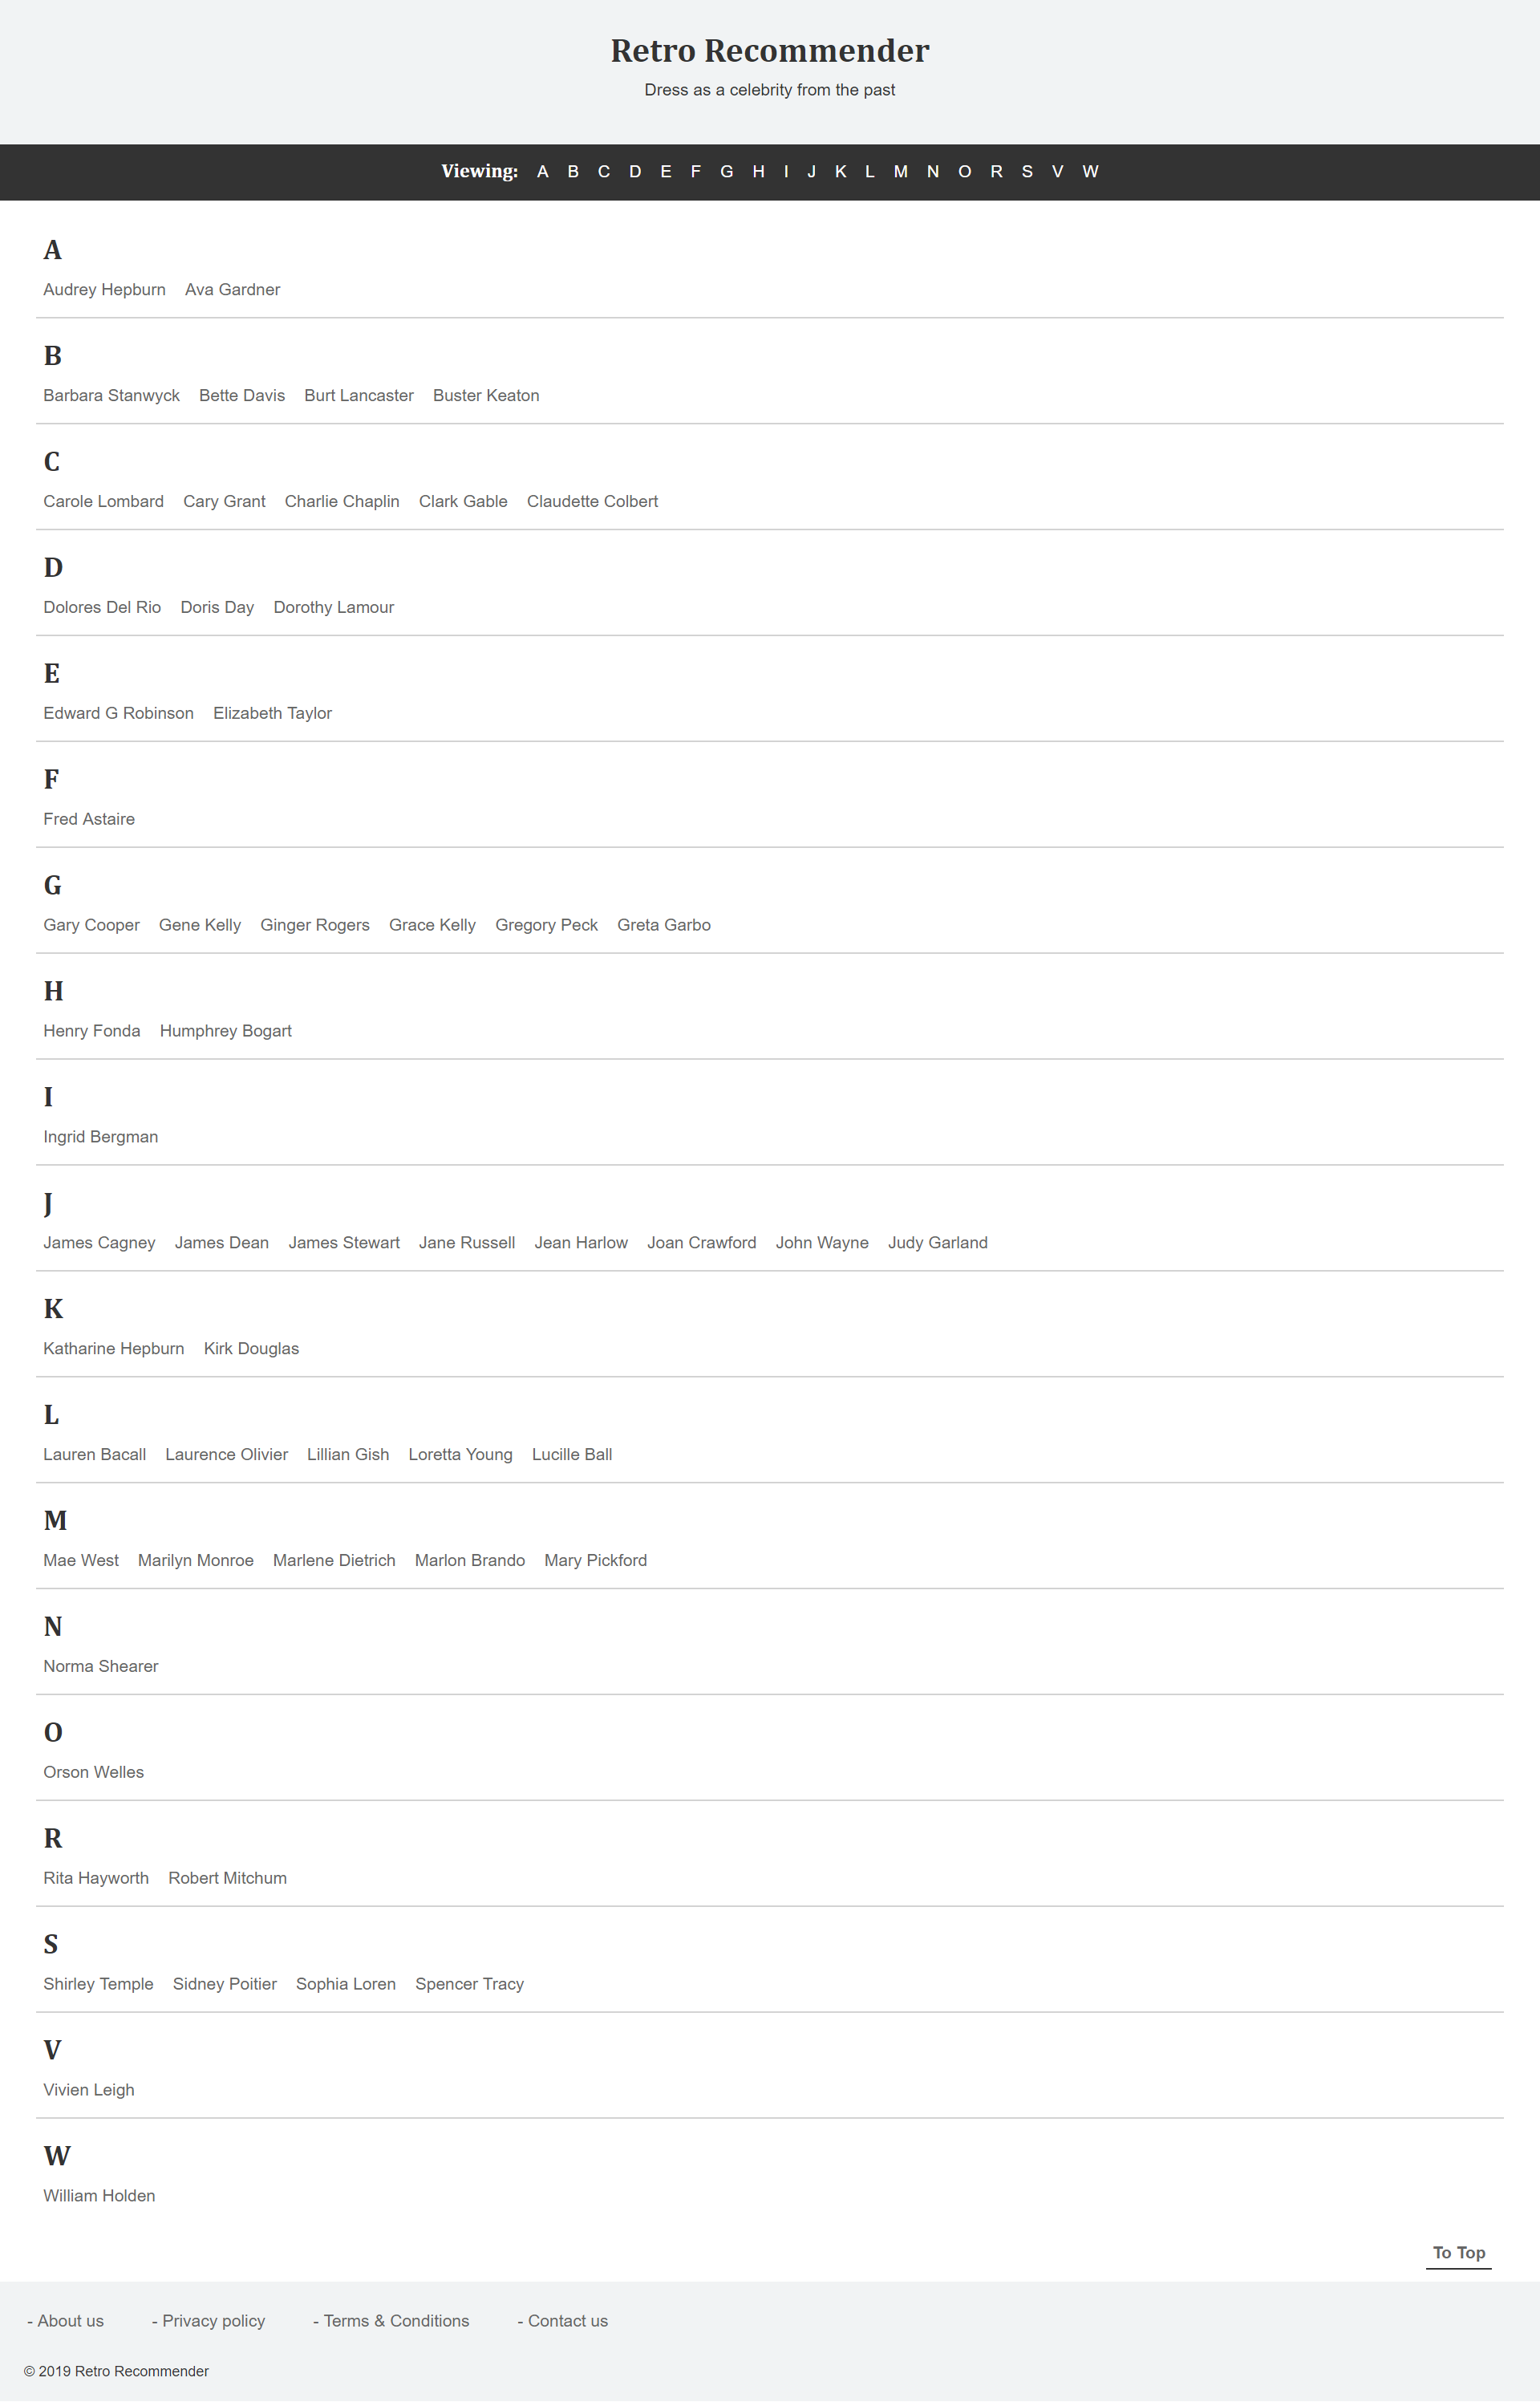 Retro Recommender
Dress as a celebrity from the past
Viewing: A B C D E F G H I J K L M N O R S V W
A
Audrey Hepburn Ava Gardner
B
Barbara Stanwyck Bette Davis Burt Lancaster Buster Keaton
C
Carole Lombard Cary Grant Charlie Chaplin Clark Gable Claudette Colbert
D
Dolores Del Rio Doris Day Dorothy Lamour
E
Edward G Robinson Elizabeth Taylor
F
Fred Astaire
G
Gary Cooper Gene Kelly Ginger Rogers Grace Kelly Gregory Peck Greta Garbo
H
Henry Fonda Humphrey Bogart
I
Ingrid Bergman
J
James Cagney James Dean James Stewart Jane Russell Jean Harlow Joan Crawford John Wayne Judy Garland
K
Katharine Hepburn Kirk Douglas
L
Lauren Bacall Laurence Olivier Lillian Gish Loretta Young Lucille Ball
M
Mae West Marilyn Monroe Marlene Dietrich Marlon Brando Mary Pickford
N
Norma Shearer
O
Orson Welles
R
Rita Hayworth Robert Mitchum
S
Shirley Temple Sidney Poitier Sophia Loren Spencer Tracy
V
Vivien Leigh
W
William Holden
To Top
- About us - Privacy policy - Terms & Conditions - Contact us
© 2019 Retro Recommender